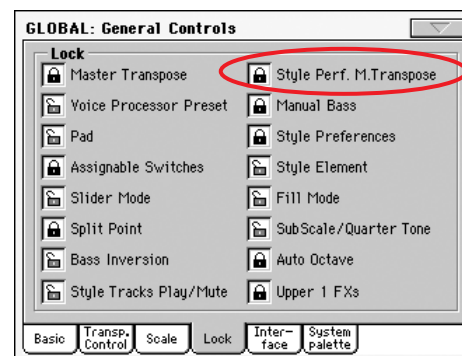 GLOBAL: General Controls
Lock
Master Transpose
Style Perf. M.Transpose
Voice Processor Preset
Manual Bass
Pad
Style Preferences
Assignable Switches
Style Element
Slider Mode
Fill Mode
Split Point
SubScale/Quarter Tone
Bass Inversion
Auto Octave
Style Tracks Play/Mute
Upper 1 FXs
Basic
Transp.
Control
Scale
Lock
Inter-
face
System
palette